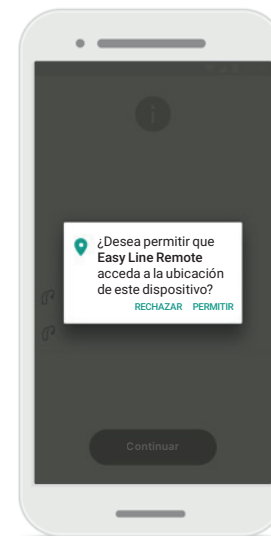 ¿Desea permitir que
Easy Line Remote
acceda a la ubicación
de este dispositivo?
RECHAZAR PERMITIR
Continuar